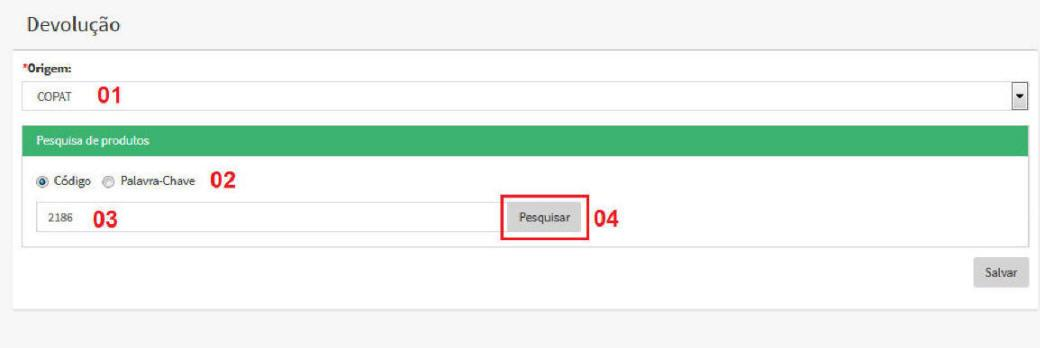 Devolução
*Origem:
COPAT 01
Pesquisa de produtos
Código Palavra-Chave 02
2186 03 Pesquisar 04
Salvar